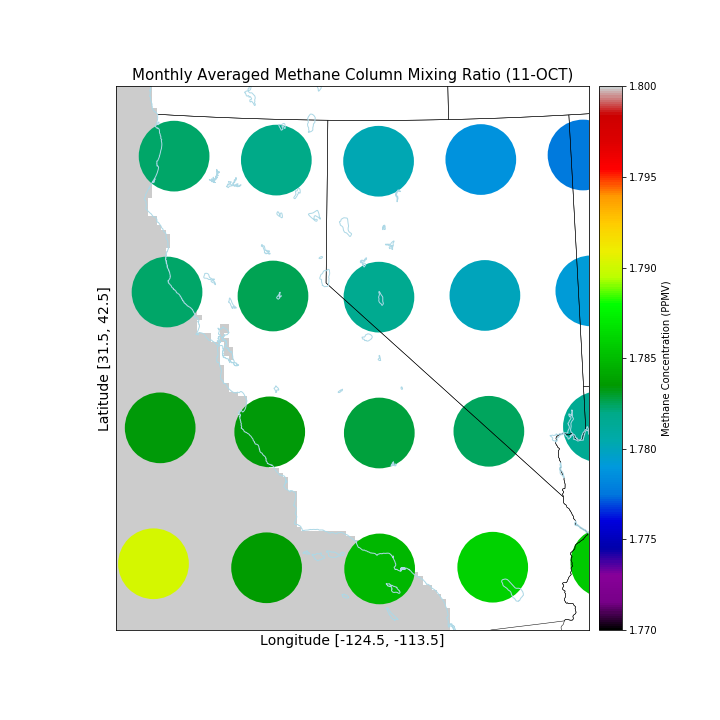 Monthly Averaged Methane Column Mixing Ratio (11-OCT)
Latitude [31.5, 42.5]
Longitude [-124.5, -113.5]
1.800
1.795
1.790
1.785
1.780
1.775
1.770
Methane Concentration (PPMV)